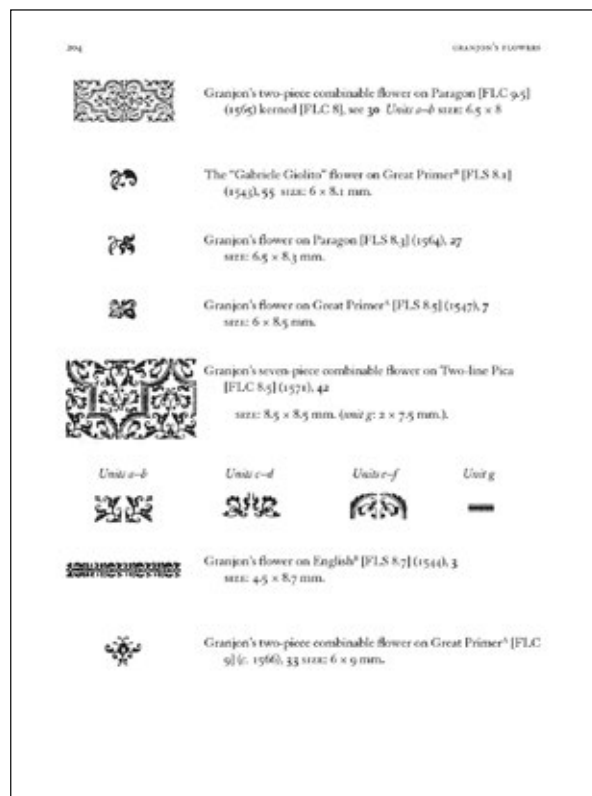 204 GRANJON'S FLOWERS
Granjon's two-piece combinable flower on Paragon [FLC 9.5]
(1565) kerned [FLC 8], see 30 Units a–b SIZE: 6.5 × 8
The "Gabriele Giolito" flower on Great Primerᴮ [FLS 8.1]
(1543), 55 SIZE: 6 × 8.1 mm.
Granjon's flower on Paragon [FLS 8.3] (1564), 27
SIZE: 6.5 × 8.3 mm.
Granjon's flower on Great Primerᴬ [FLS 8.5] (1547), 7
SIZE: 6 × 8.5 mm.
Granjon's seven-piece combinable flower on Two-line Pica
[FLC 8.5] (1571), 42
SIZE: 8.5 × 8.5 mm. (unit g: 2 × 7.5 mm.).
Units a–b Units c–d Units e–f Unit g
Granjon's flower on Englishᴮ [FLS 8.7] (1544), 3
SIZE: 4.5 × 8.7 mm.
Granjon's two-piece combinable flower on Great Primerᴬ [FLC
9] (c. 1566), 33 SIZE: 6 × 9 mm.